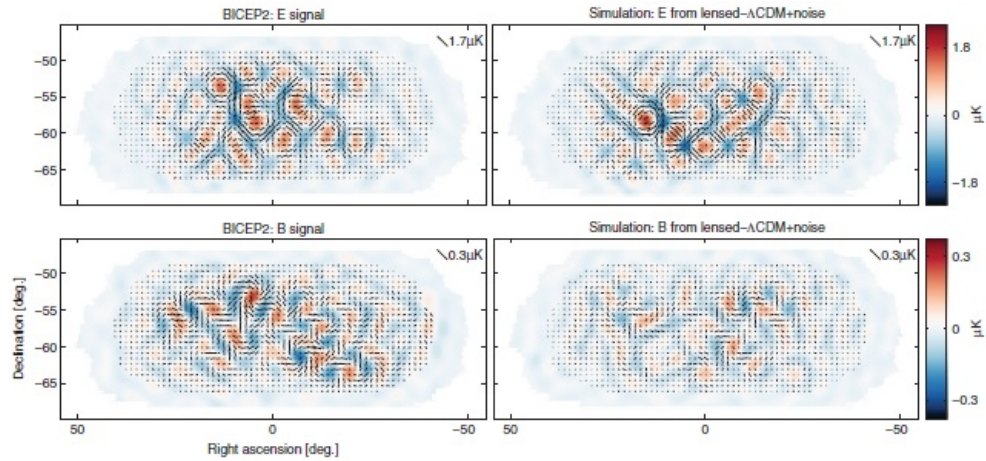 BICEP2: E signal
Simulation: E from lensed-ΛCDM+noise
1.7μK
1.7μK
−50
−55
−60
−65
1.8
0
−1.8
μK
BICEP2: B signal
Simulation: B from lensed-ΛCDM+noise
0.3μK
0.3μK
Declination [deg.]
−50
−55
−60
−65
0.3
0
−0.3
μK
50
0
−50
50
0
−50
Right ascension [deg.]